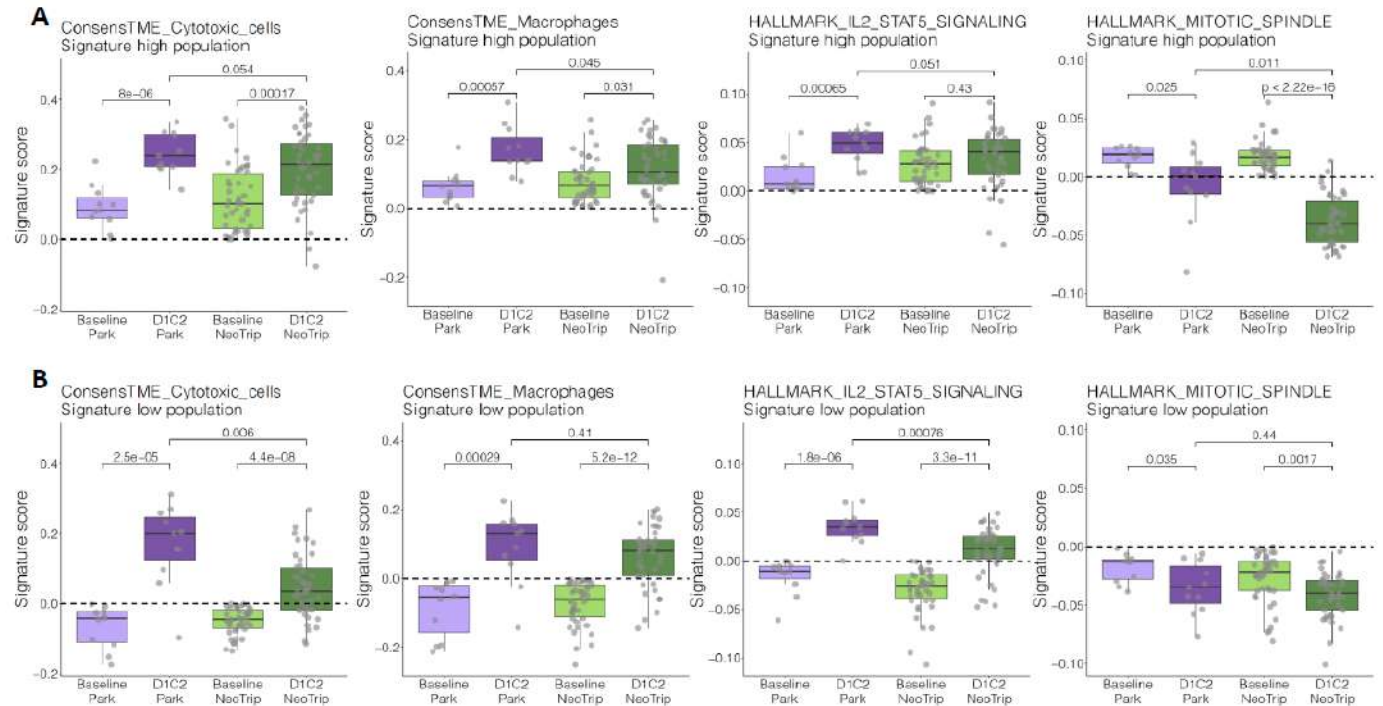 A
ConsensTME_Cytotoxic_cells
Signature high population
0.054
8e-06
0.00017
Signature score
0.4
0.2
0.0
−0.2
Baseline Park
D1C2 Park
Baseline NeoTrip
D1C2 NeoTrip
ConsensTME_Macrophages
Signature high population
0.045
0.00057
0.031
Signature score
0.4
0.2
0.0
−0.2
Baseline Park
D1C2 Park
Baseline NeoTrip
D1C2 NeoTrip
HALLMARK_IL2_STAT5_SIGNALING
Signature high population
0.051
0.00065
0.43
Signature score
0.10
0.05
0.00
−0.05
−0.10
Baseline Park
D1C2 Park
Baseline NeoTrip
D1C2 NeoTrip
HALLMARK_MITOTIC_SPINDLE
Signature high population
0.011
0.025
p < 2.22e−16
Signature score
0.10
0.05
0.00
−0.05
−0.10
Baseline Park
D1C2 Park
Baseline NeoTrip
D1C2 NeoTrip
B
ConsensTME_Cytotoxic_cells
Signature low population
0.006
2.5e−05
4.4e−08
Signature score
0.4
0.2
0.0
−0.2
Baseline Park
D1C2 Park
Baseline NeoTrip
D1C2 NeoTrip
ConsensTME_Macrophages
Signature low population
0.41
0.00029
5.2e−12
Signature score
0.4
0.2
0.0
−0.2
Baseline Park
D1C2 Park
Baseline NeoTrip
D1C2 NeoTrip
HALLMARK_IL2_STAT5_SIGNALING
Signature low population
0.00076
1.8e−06
3.3e−11
Signature score
0.10
0.05
0.00
−0.05
−0.10
Baseline Park
D1C2 Park
Baseline NeoTrip
D1C2 NeoTrip
HALLMARK_MITOTIC_SPINDLE
Signature low population
0.44
0.035
0.0017
Signature score
0.10
0.05
0.00
−0.05
−0.10
Baseline Park
D1C2 Park
Baseline NeoTrip
D1C2 NeoTrip